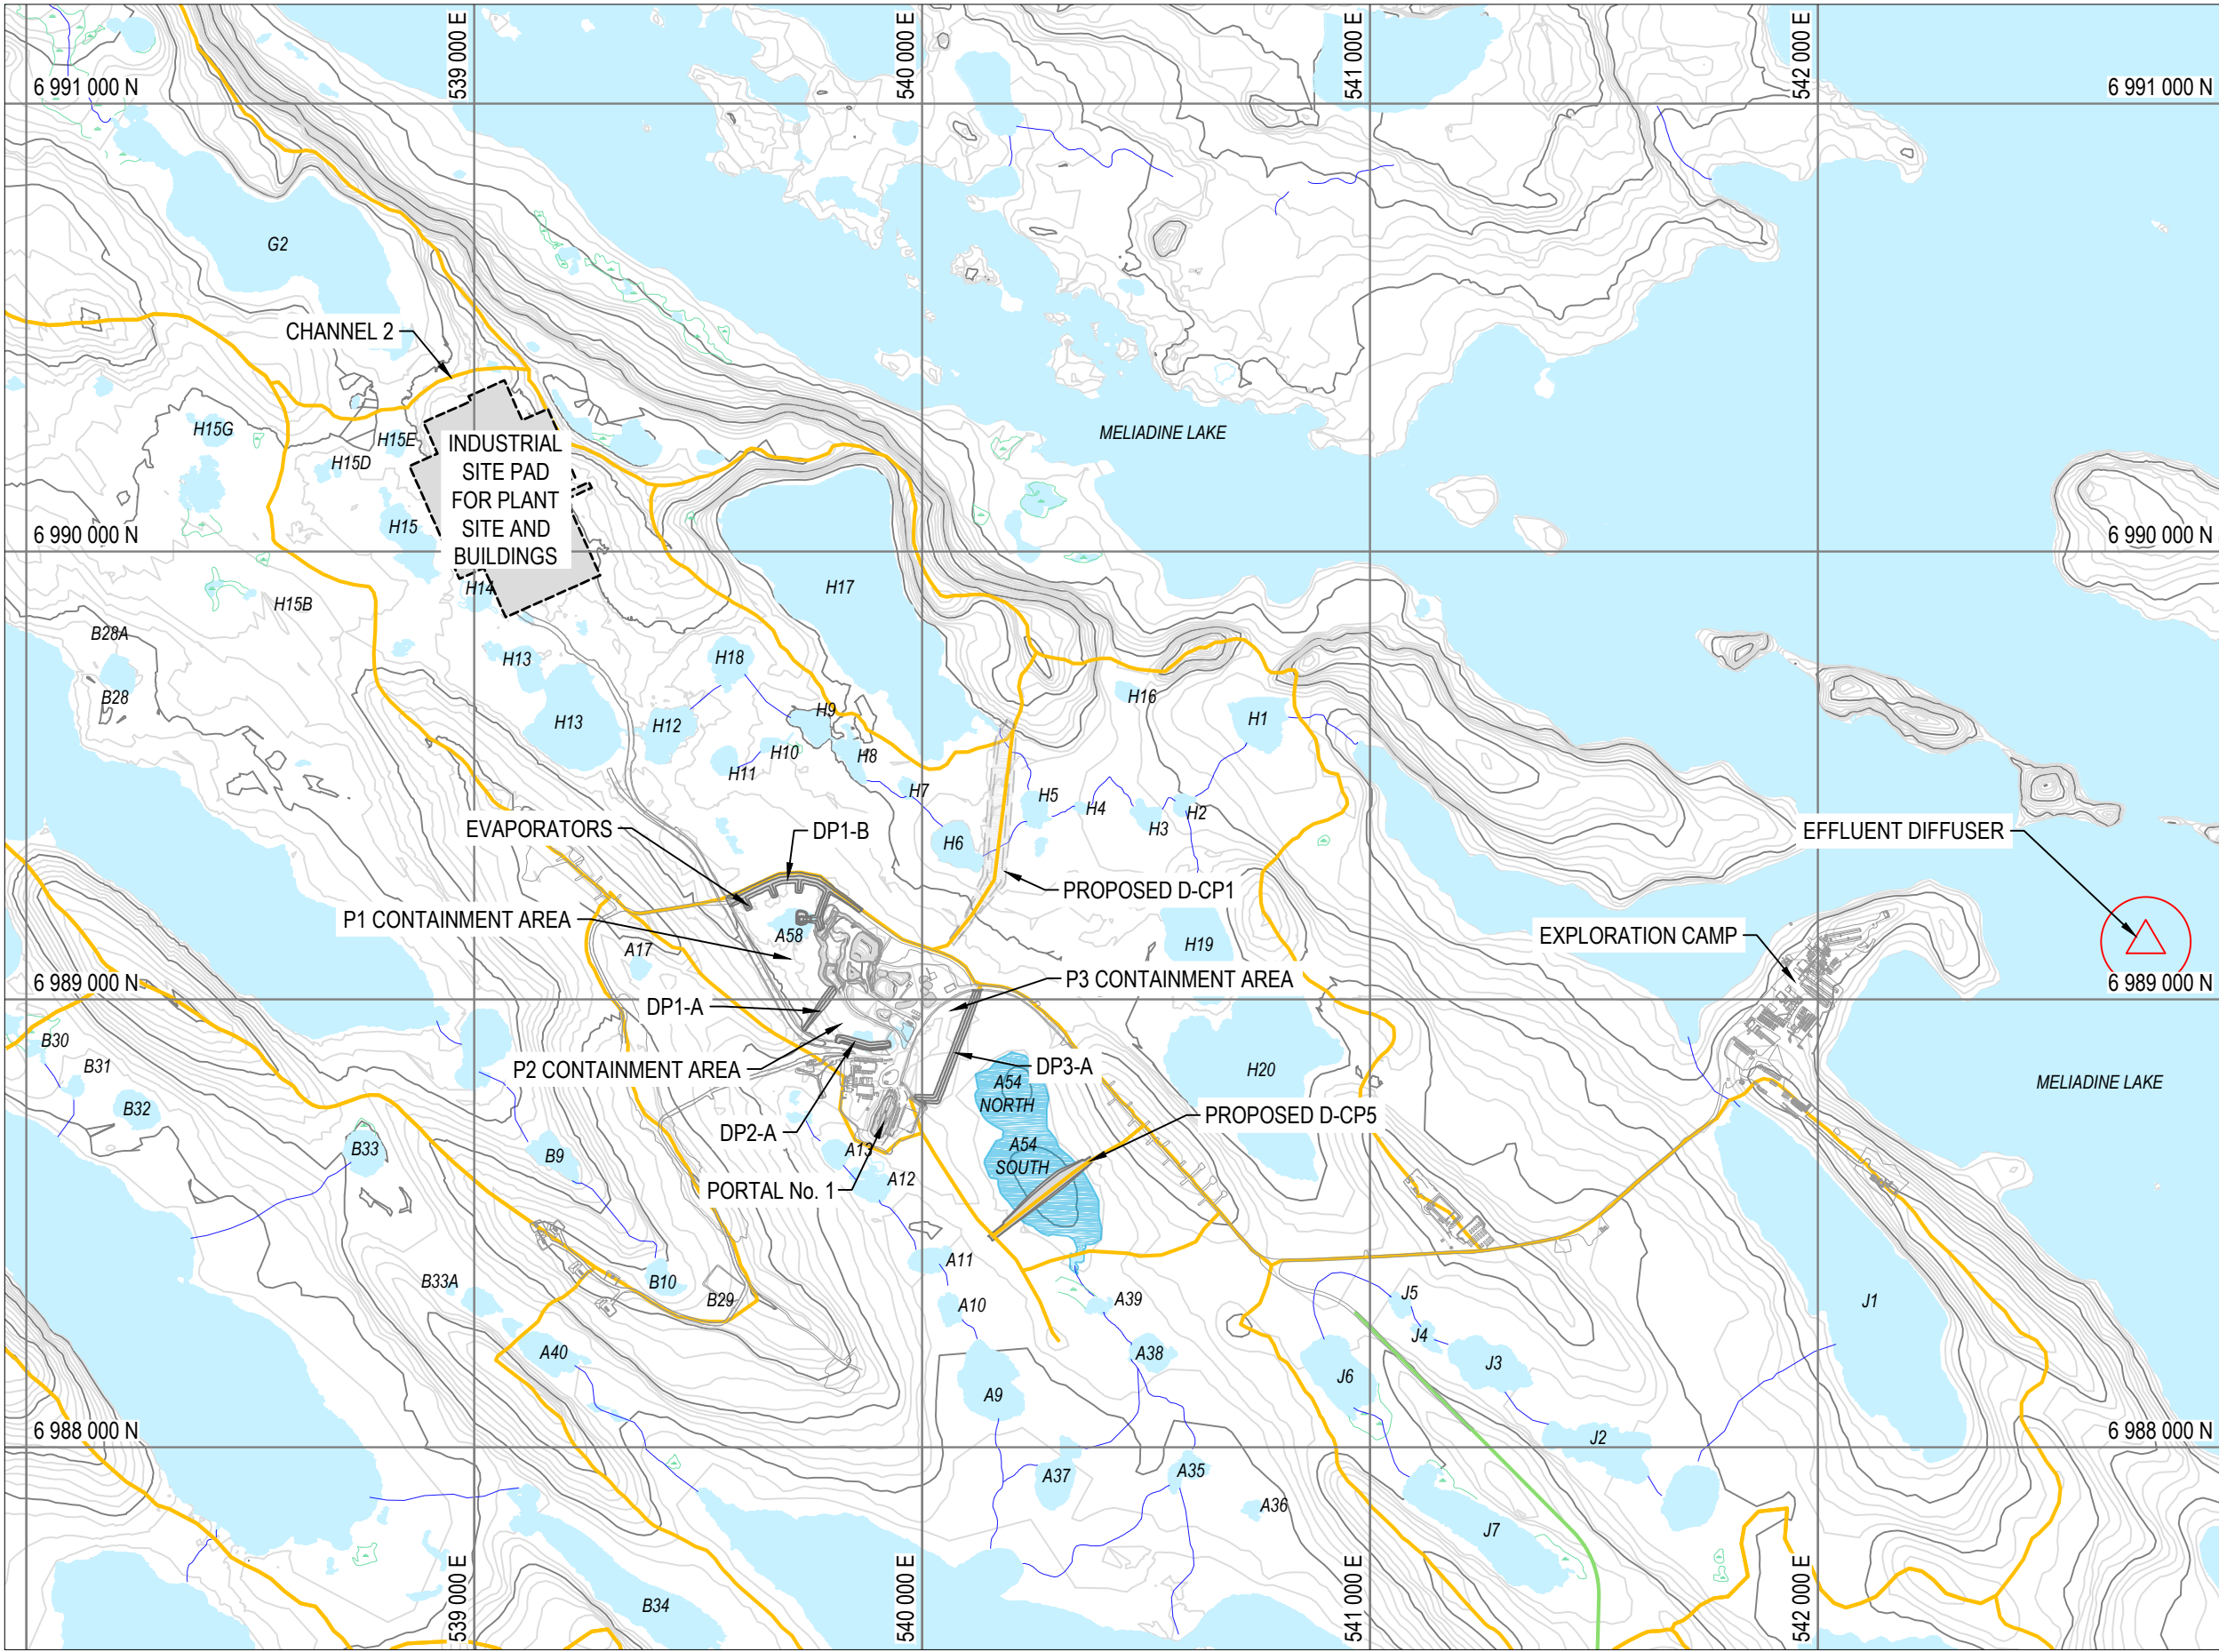 539 000 E
540 000 E
541 000 E
542 000 E
6 991 000 N
6 991 000 N
G2
CHANNEL 2
MELIADINE LAKE
H15G
H15E
H15D
INDUSTRIAL
SITE PAD
FOR PLANT
SITE AND
BUILDINGS
H15
6 990 000 N
6 990 000 N
H14
H17
H15B
B28A
H13
H18
H16
B28
H13
H12
H9
H1
H10
H8
H11
H7
H5
H4
H2
H3
EVAPORATORS
DP1-B
H6
EFFLUENT DIFFUSER
PROPOSED D-CP1
P1 CONTAINMENT AREA
A58
A17
H19
EXPLORATION CAMP
P3 CONTAINMENT AREA
6 989 000 N
6 989 000 N
DP1-A
B30
B31
P2 CONTAINMENT AREA
DP3-A
H20
A54
NORTH
MELIADINE LAKE
B32
PROPOSED D-CP5
DP2-A
B33
B9
A13
A54
SOUTH
A12
PORTAL No. 1
A11
B33A
B10
B29
A10
A39
J5
J1
J4
A40
A38
J3
J6
A9
6 988 000 N
6 988 000 N
J2
A37
A35
A36
J7
B34
539 000 E
540 000 E
541 000 E
542 000 E